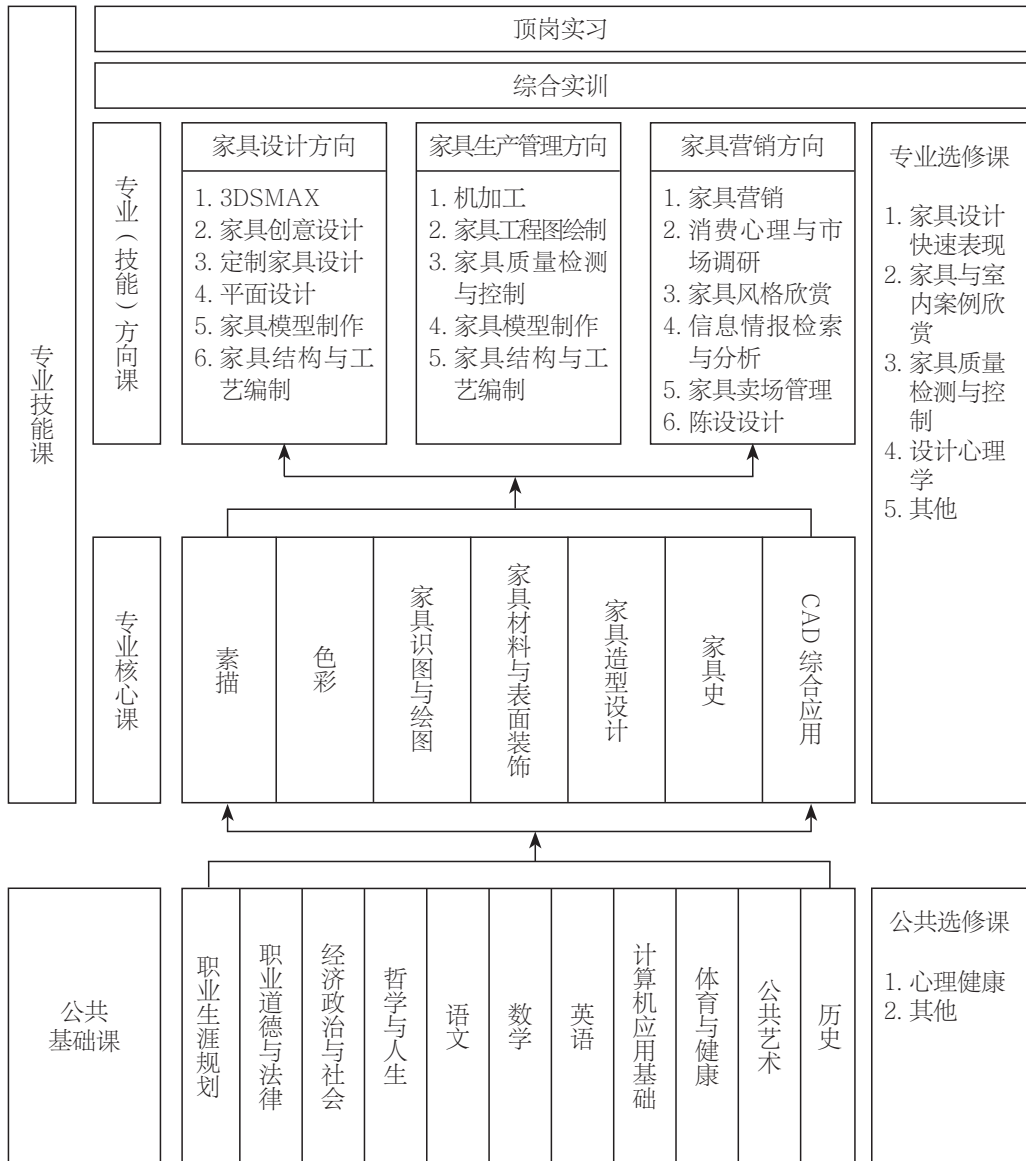 顶岗实习
综合实训
专业技能课
专业（技能）方向课
家具设计方向
1. 3DSMAX
2. 家具创意设计
3. 定制家具设计
4. 平面设计
5. 家具模型制作
6. 家具结构与工
艺编制
家具生产管理方向
1. 机加工
2. 家具工程图绘制
3. 家具质量检测
与控制
4. 家具模型制作
5. 家具结构与工
艺编制
家具营销方向
1. 家具营销
2. 消费心理与市
场调研
3. 家具风格欣赏
4. 信息情报检索
与分析
5. 家具卖场管理
6. 陈设设计
专业选修课
1. 家具设计
快速表现
2. 家具与室
内案例欣
赏
3. 家具质量
检测与控
制
4. 设计心理
学
5. 其他
专业核心课
素描
色彩
家具识图与绘图
家具材料与表面装饰
家具造型设计
家具史
CAD 综合应用
公共
基础课
职业生涯规划
职业道德与法律
经济政治与社会
哲学与人生
语文
数学
英语
计算机应用基础
体育与健康
公共艺术
历史
公共选修课
1. 心理健康
2. 其他